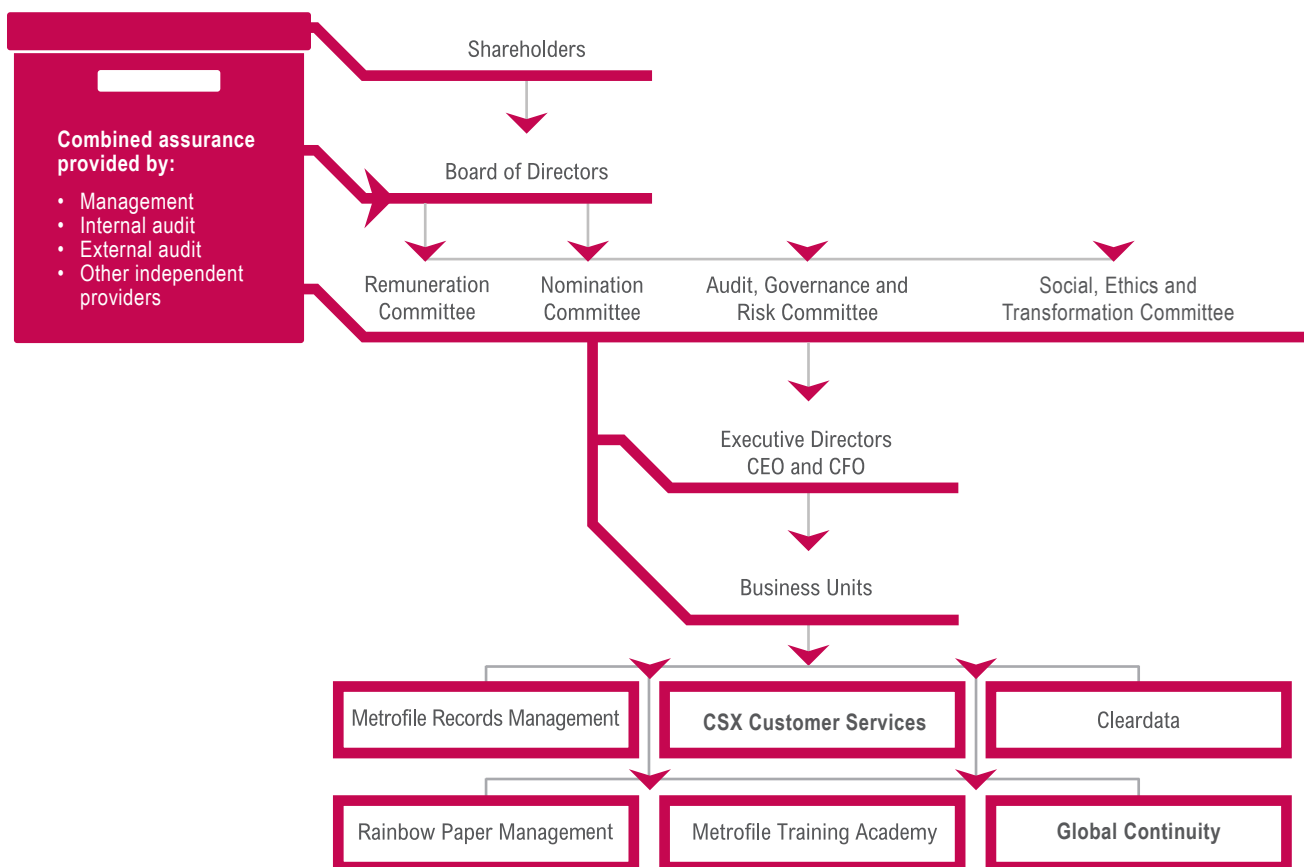 Shareholders
Combined assurance
provided by:
• Management
• Internal audit
• External audit
• Other independent
providers
Board of Directors
Remuneration
Committee
Nomination
Committee
Audit, Governance and
Risk Committee
Social, Ethics and
Transformation Committee
Executive Directors
CEO and CFO
Business Units
Metrofile Records Management
CSX Customer Services
Cleardata
Rainbow Paper Management
Metrofile Training Academy
Global Continuity